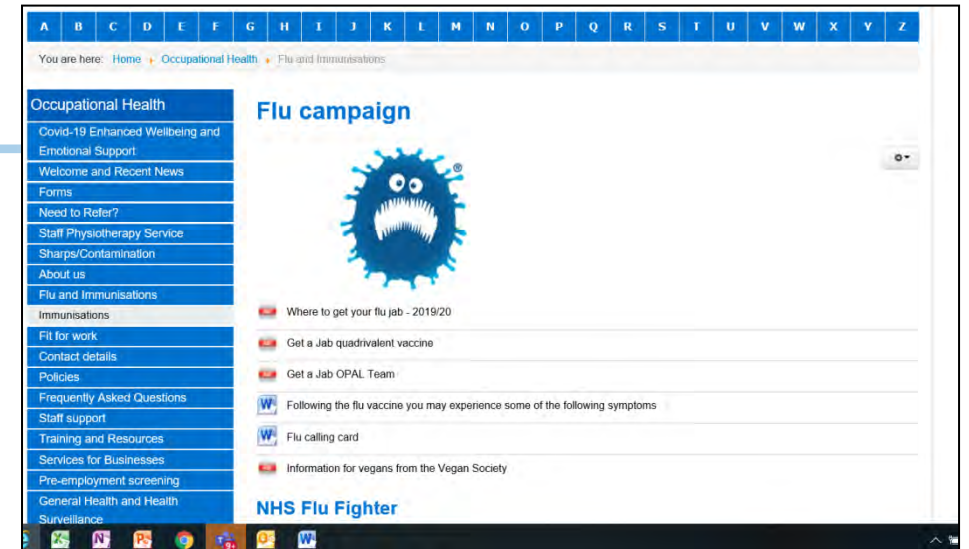 A B C D E F G H I J K L M N O P Q R S T U V W X Y Z
You are here: Home Occupational Health Flu and Immunisations
Occupational Health
Covid-19 Enhanced Wellbeing and
Emotional Support
Welcome and Recent News
Forms
Need to Refer?
Staff Physiotherapy Service
Sharps/Contamination
About us
Flu and Immunisations
Immunisations
Fit for work
Contact details
Policies
Frequently Asked Questions
Staff support
Training and Resources
Services for Businesses
Pre-employment screening
General Health and Health
Surveillance
Flu campaign
®
Where to get your flu jab - 2019/20
Get a Jab quadrivalent vaccine
Get a Jab OPAL Team
Following the flu vaccine you may experience some of the following symptoms
Flu calling card
Information for vegans from the Vegan Society
NHS Flu Fighter